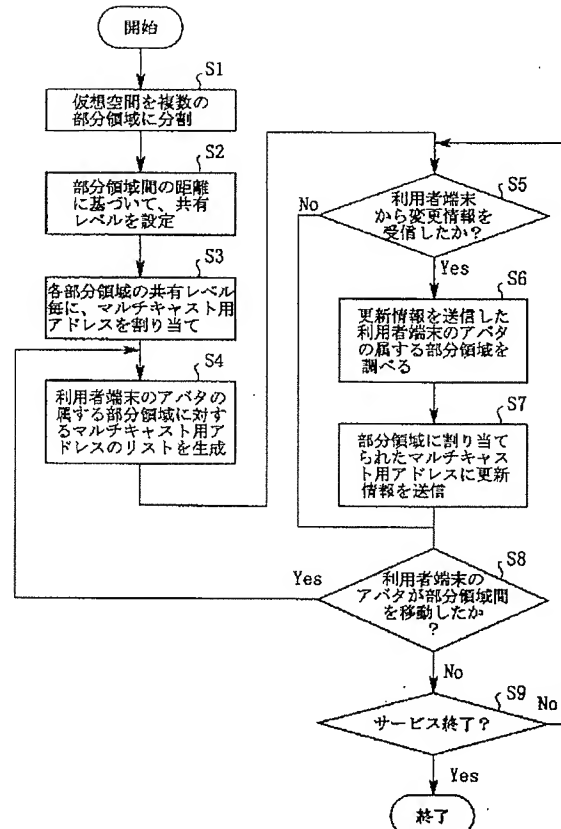 開始
S1
仮想空間を複数の
部分領域に分割
S2
部分領域間の距離
に基づいて、共有
レベルを設定
S3
各部分領域の共有レベル
毎に、マルチキャスト用
アドレスを割り当て
S4
利用者端末のアバタの
属する部分領域に対す
るマルチキャスト用ア
ドレスのリストを生成
S5
No
利用者端末
から変更情報を
受信したか?
Yes
S6
更新情報を送信した
利用者端末のアバタ
の属する部分領域を
調べる
S7
部分領域に割り当て
られたマルチキャス
ト用アドレスに更新
情報を送信
S8
Yes
利用者端末の
アバタが部分領域間
を移動したか
?
No
S9
No
サービス終了?
Yes
終了